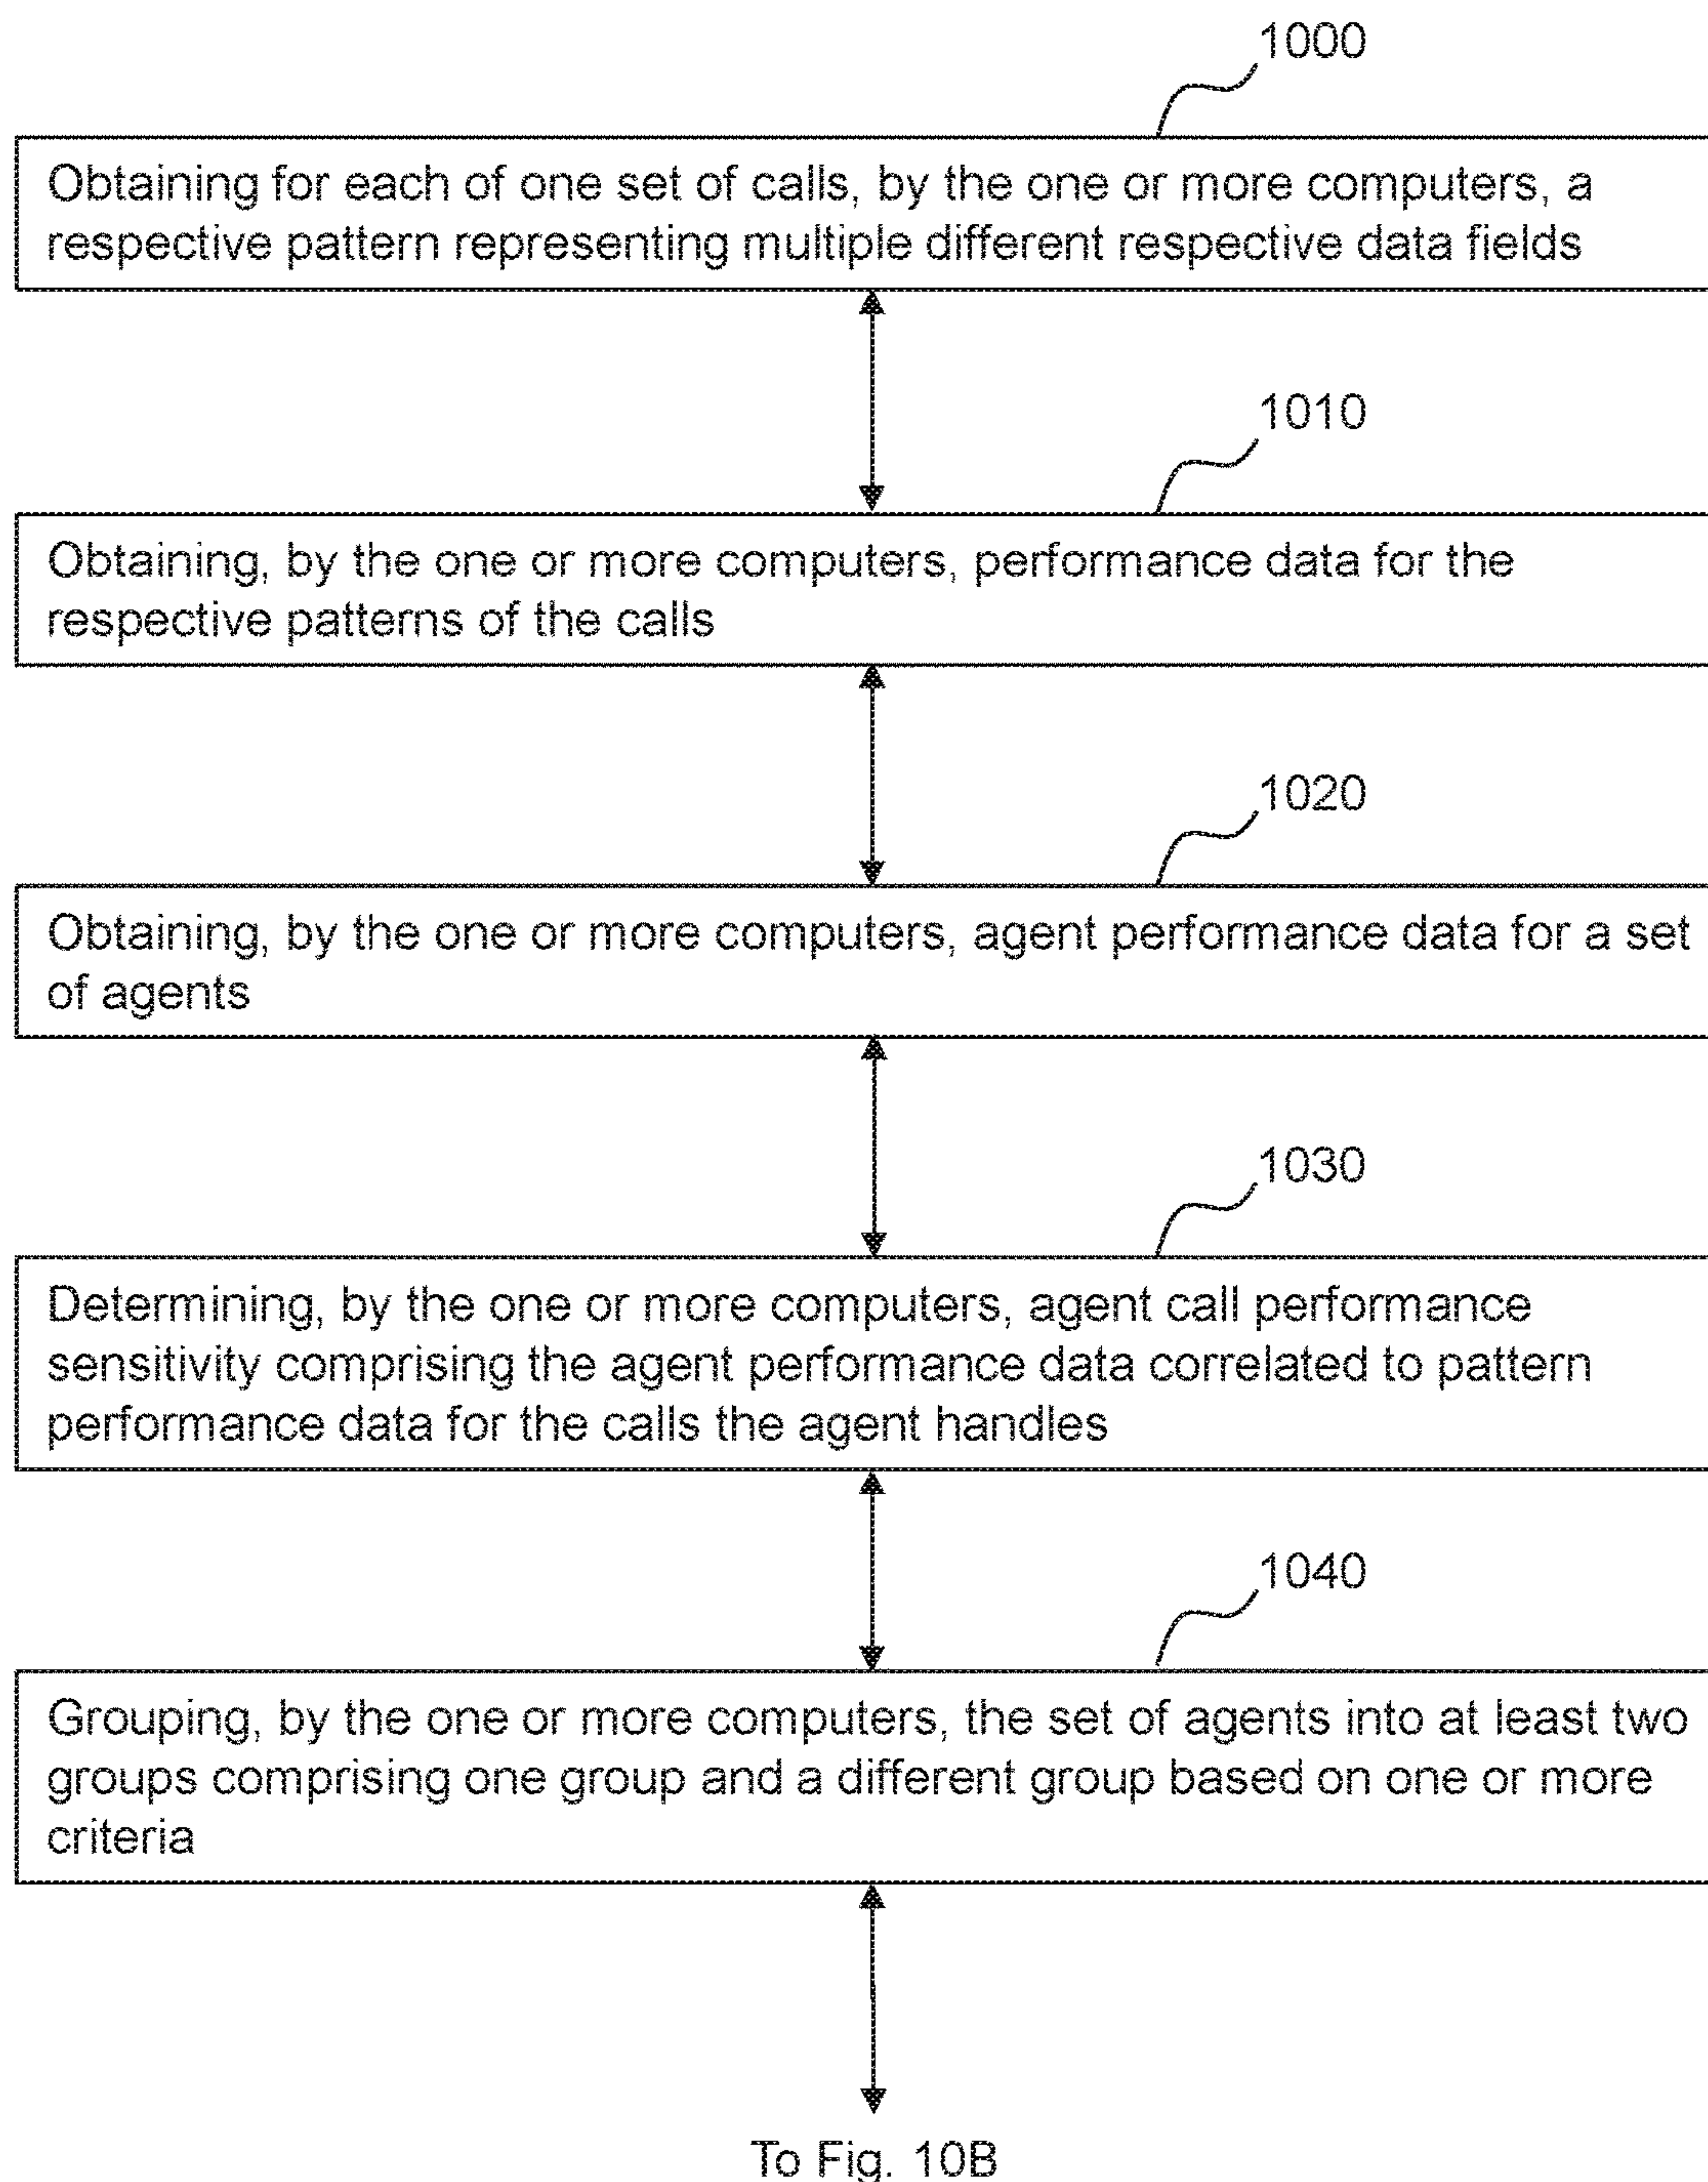 1000
Obtaining for each of one set of calls, by the one or more computers, a
respective pattern representing multiple different respective data fields
1010
Obtaining, by the one or more computers, performance data for the
respective patterns of the calls
1020
Obtaining, by the one or more computers, agent performance data for a set
of agents
1030
Determining, by the one or more computers, agent call performance
sensitivity comprising the agent performance data correlated to pattern
performance data for the calls the agent handles
1040
Grouping, by the one or more computers, the set of agents into at least two
groups comprising one group and a different group based on one or more
criteria
To Fig. 10B